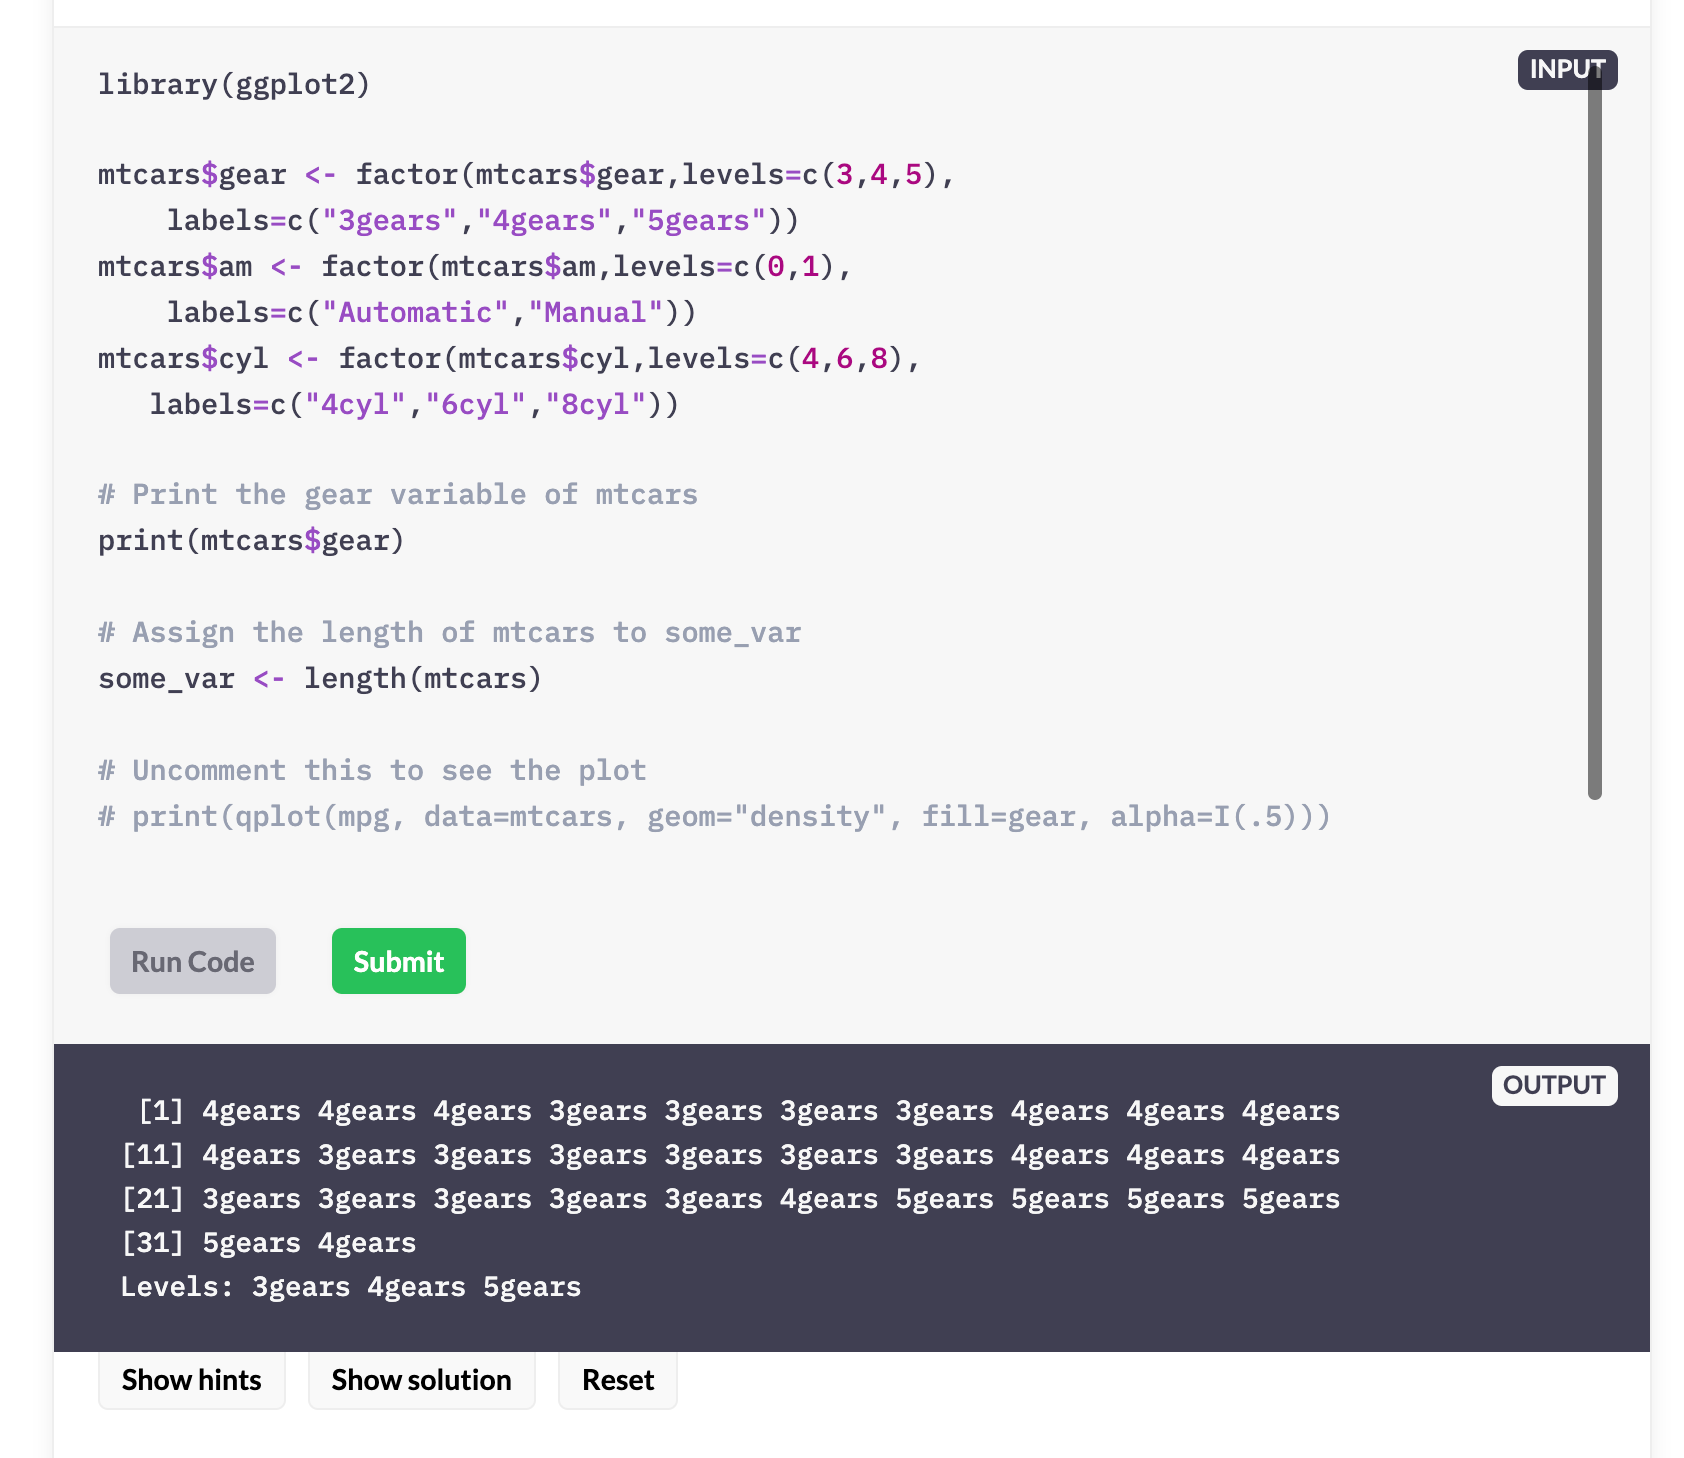 INPUT
library(ggplot2)
mtcars$gear <- factor(mtcars$gear,levels=c(3,4,5),
    labels=c("3gears","4gears","5gears"))
mtcars$am <- factor(mtcars$am,levels=c(0,1),
    labels=c("Automatic","Manual"))
mtcars$cyl <- factor(mtcars$cyl,levels=c(4,6,8),
   labels=c("4cyl","6cyl","8cyl"))
# Print the gear variable of mtcars
print(mtcars$gear)
# Assign the length of mtcars to some_var
some_var <- length(mtcars)
# Uncomment this to see the plot
# print(qplot(mpg, data=mtcars, geom="density", fill=gear, alpha=I(.5)))
Run Code Submit
OUTPUT
 [1] 4gears 4gears 4gears 3gears 3gears 3gears 3gears 4gears 4gears 4gears
[11] 4gears 3gears 3gears 3gears 3gears 3gears 3gears 4gears 4gears 4gears
[21] 3gears 3gears 3gears 3gears 3gears 4gears 5gears 5gears 5gears 5gears
[31] 5gears 4gears
Levels: 3gears 4gears 5gears
Show hints Show solution Reset